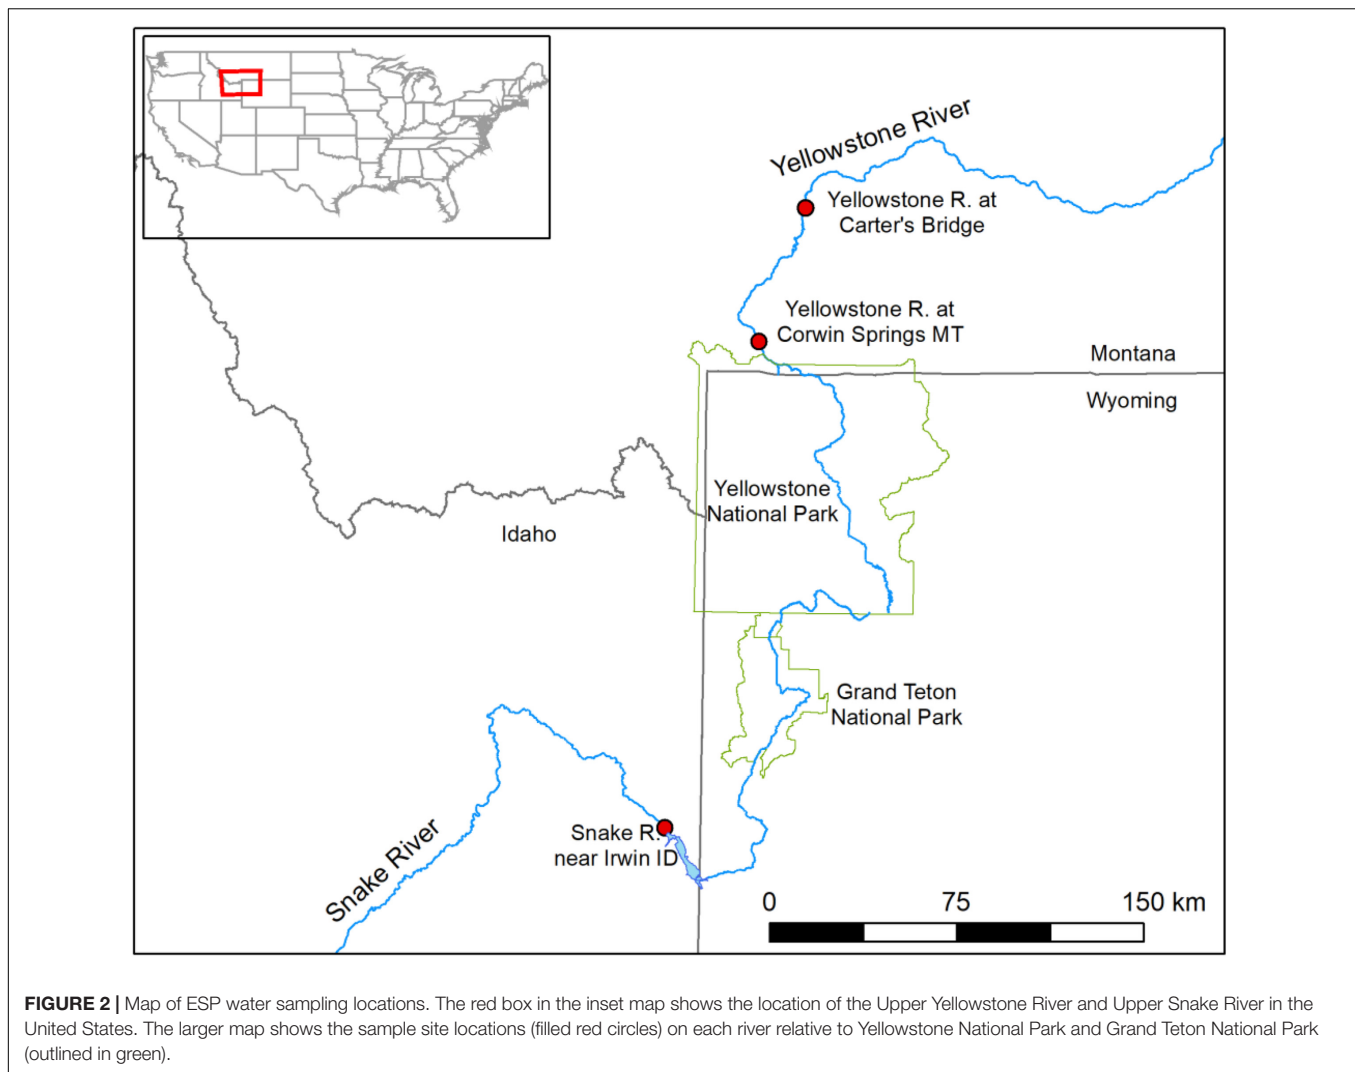 Yellowstone River
Yellowstone R. at
Carter's Bridge
Yellowstone R. at
Corwin Springs MT
Montana
Wyoming
Yellowstone
National Park
Idaho
Grand Teton
National Park
Snake R.
near Irwin ID
Snake River
0 75 150 km
FIGURE 2 | Map of ESP water sampling locations. The red box in the inset map shows the location of the Upper Yellowstone River and Upper Snake River in the
United States. The larger map shows the sample site locations (filled red circles) on each river relative to Yellowstone National Park and Grand Teton National Park
(outlined in green).